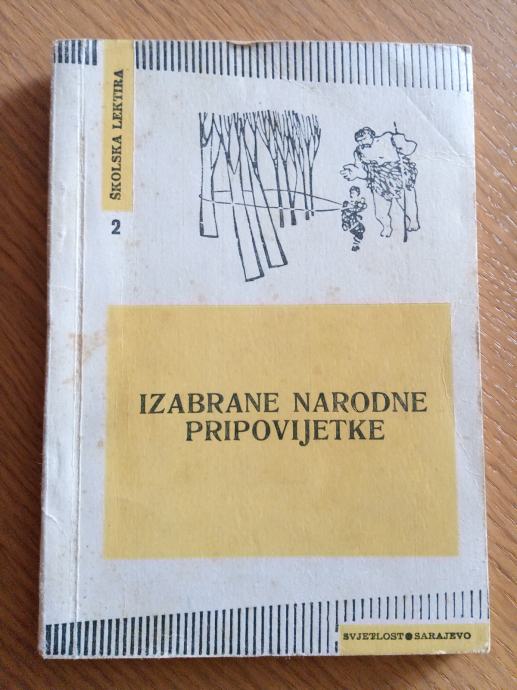 ŠKOLSKA LEKTIRA
2
IZABRANE NARODNE
PRIPOVIJETKE
SVJETLOST ● SARAJEVO